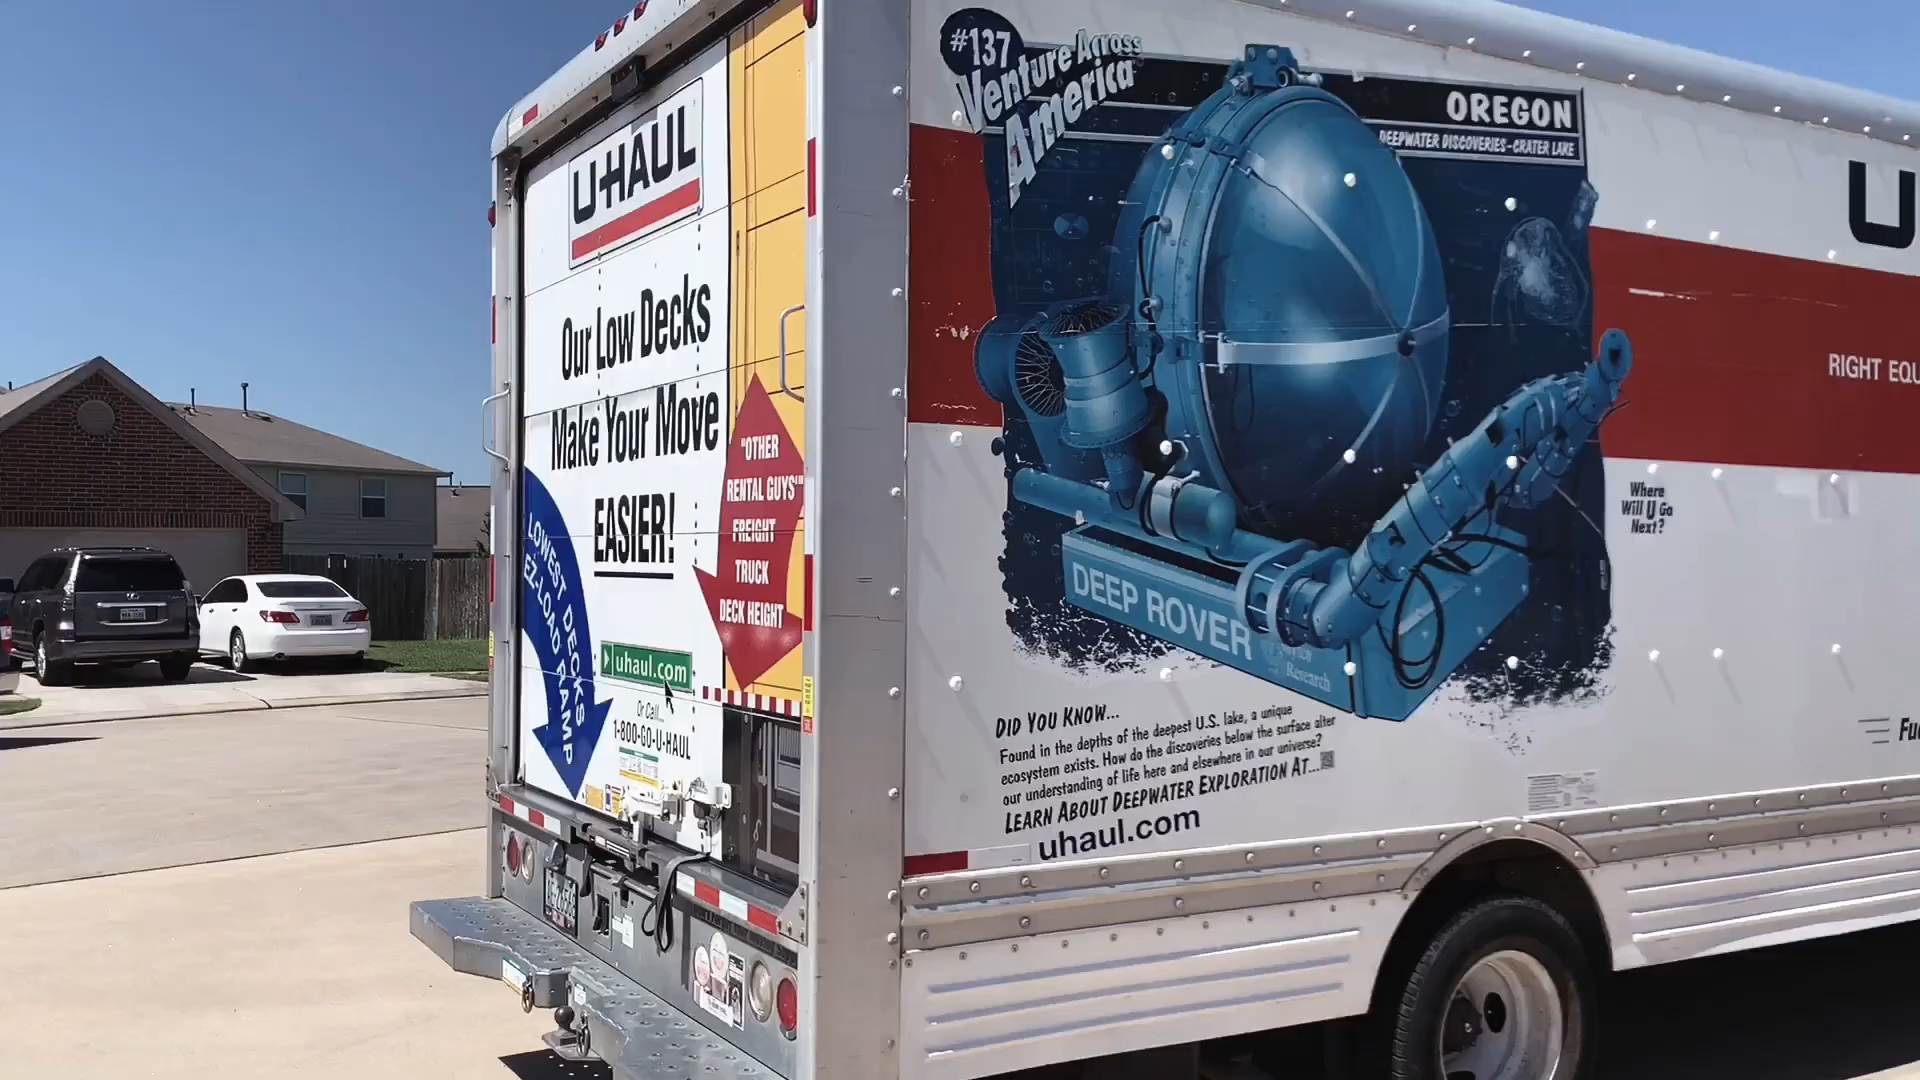 U-HAUL
Our Low Decks
Make Your Move
EASIER!
LOWEST DECKS
EZ-LOAD RAMP
"OTHER
RENTAL GUYS"
FREIGHT
TRUCK
DECK HEIGHT
uhaul.com
Or Call...
1-800-GO-U-HAUL
#137
Venture Across
America
OREGON
DEEPWATER DISCOVERIES-CRATER LAKE
DEEP ROVER
Research
DID YOU KNOW...
Found in the depths of the deepest U.S. lake, a unique
ecosystem exists. How do the discoveries below the surface alter
our understanding of life here and elsewhere in our universe?
LEARN ABOUT DEEPWATER EXPLORATION AT...
uhaul.com
Where
Will U Go
Next?
U
RIGHT EQU
Fu